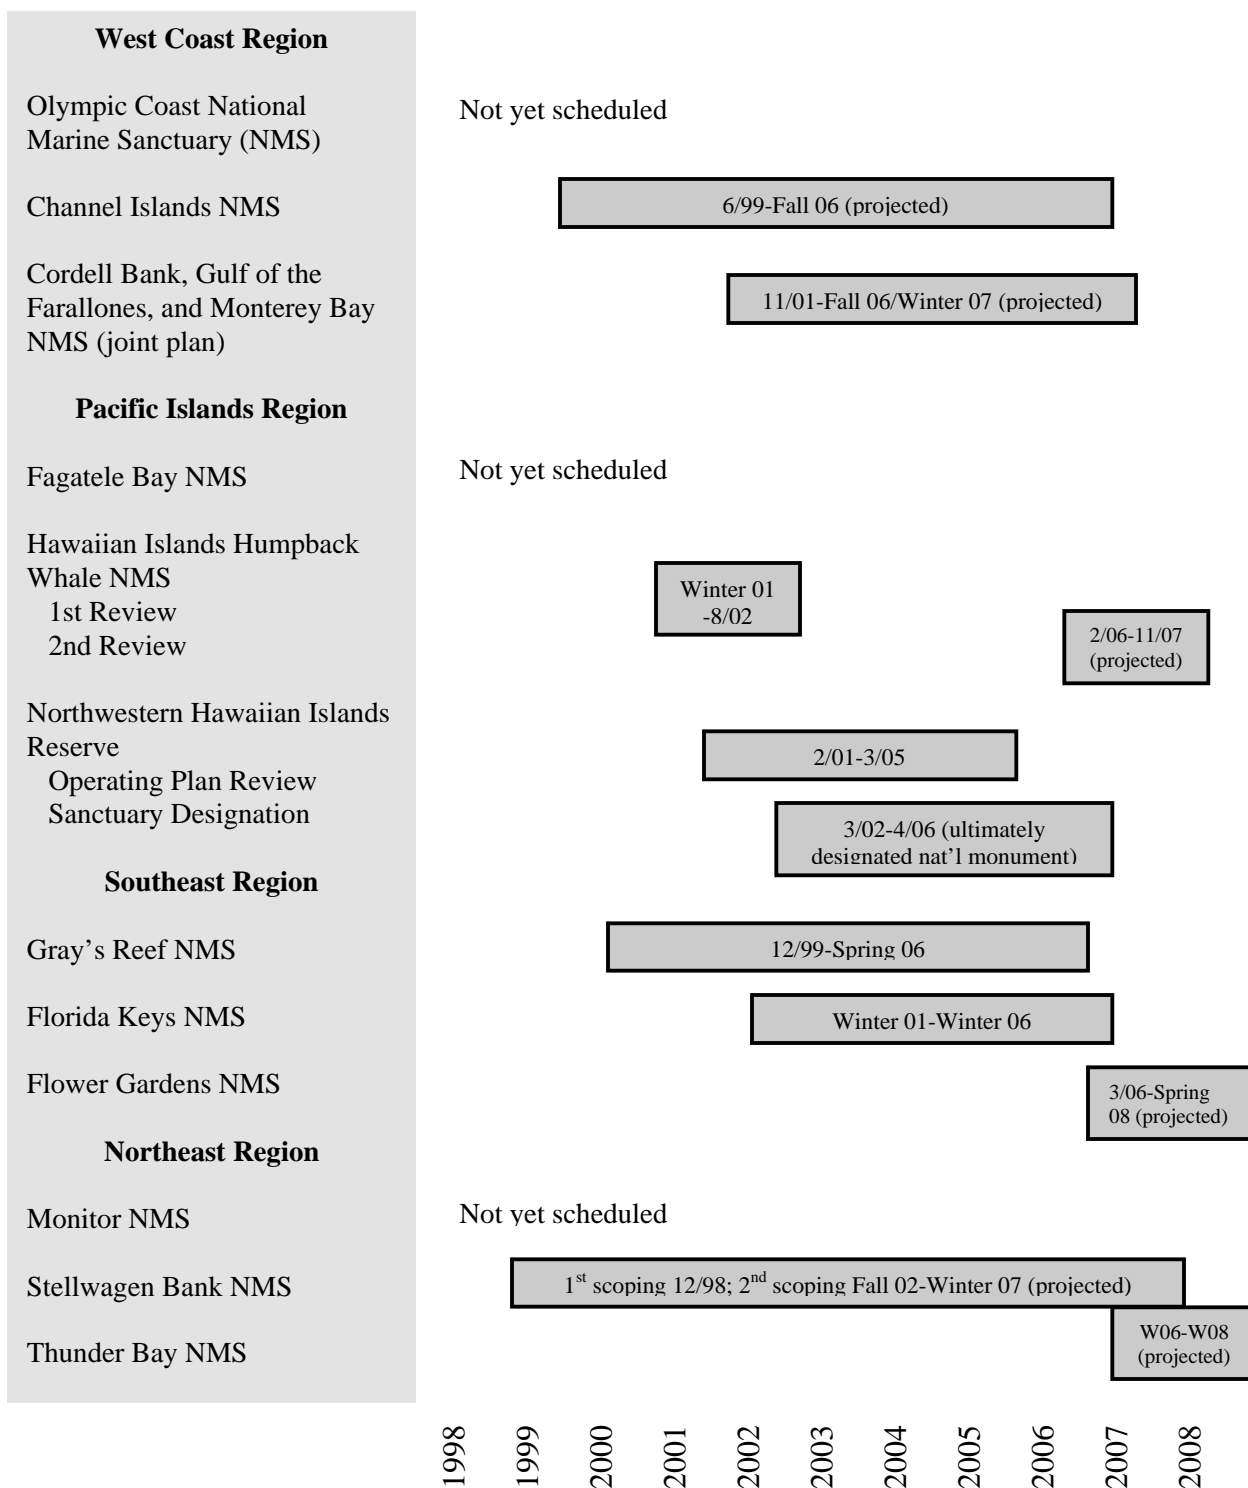 West Coast Region
Olympic Coast National
Marine Sanctuary (NMS)
Not yet scheduled
Channel Islands NMS
6/99-Fall 06 (projected)
Cordell Bank, Gulf of the
Farallones, and Monterey Bay
NMS (joint plan)
11/01-Fall 06/Winter 07 (projected)
Pacific Islands Region
Fagatele Bay NMS
Not yet scheduled
Hawaiian Islands Humpback
Whale NMS
1st Review
2nd Review
Winter 01
-8/02
2/06-11/07
(projected)
Northwestern Hawaiian Islands
Reserve
Operating Plan Review
Sanctuary Designation
2/01-3/05
3/02-4/06 (ultimately
designated nat’l monument)
Southeast Region
Gray’s Reef NMS
12/99-Spring 06
Florida Keys NMS
Winter 01-Winter 06
Flower Gardens NMS
3/06-Spring
08 (projected)
Northeast Region
Monitor NMS
Not yet scheduled
Stellwagen Bank NMS
1st scoping 12/98; 2nd scoping Fall 02-Winter 07 (projected)
Thunder Bay NMS
W06-W08
(projected)
1998
1999
2000
2001
2002
2003
2004
2005
2006
2007
2008